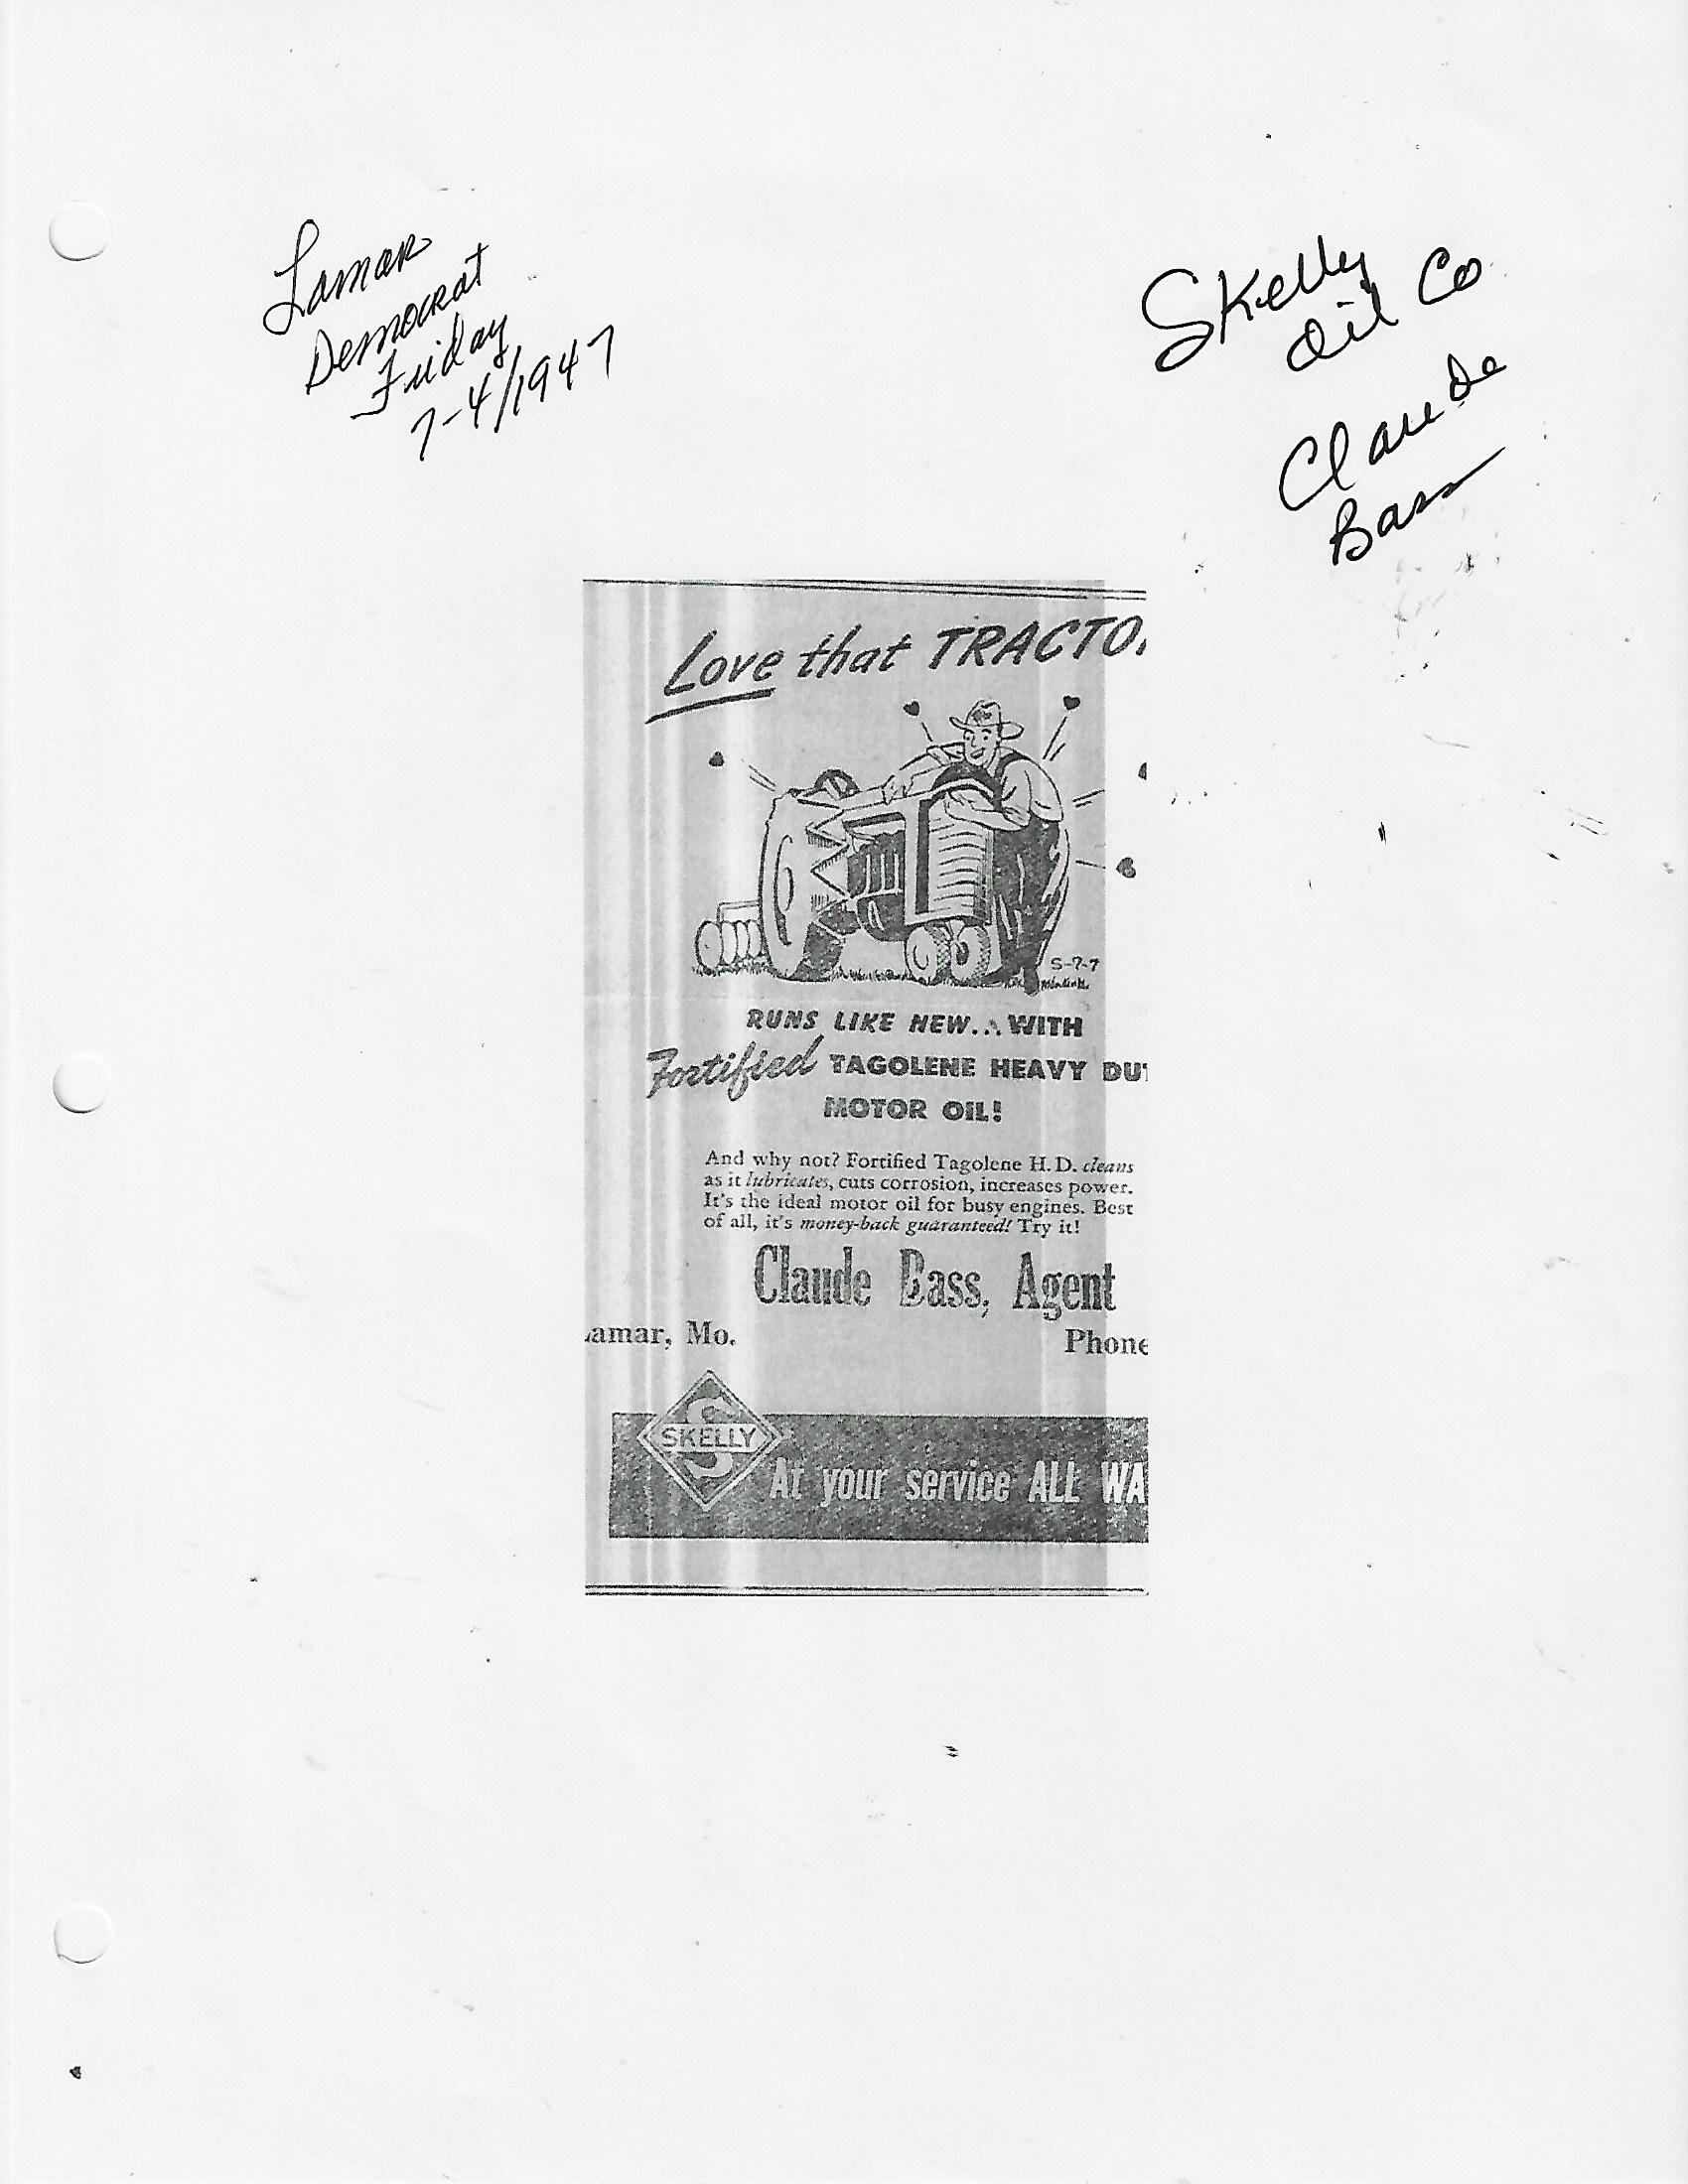 Lamar
Democrat
Friday
7-4/1947
Skelly
Oil Co
Claude
Bass
Love that TRACTO
S-7-7
RUNS LIKE NEW... WITH
Fortified TAGOLENE HEAVY DU
MOTOR OIL!
And why not? Fortified Tagolene H.D. cleans
as it lubricates, cuts corrosion, increases power.
It's the ideal motor oil for busy engines. Best
of all, it's money-back guaranteed! Try it!
Claude Bass, Agent
amar, Mo. Phone
SKELLY
At your service ALL WA